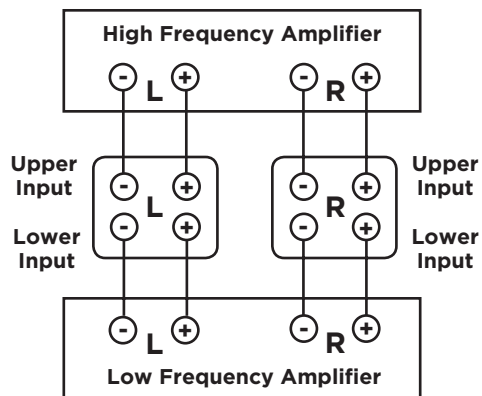 High Frequency Amplifier
- L + - R +
Upper Input
- L + - R +
Upper Input
Lower Input
- + - +
Lower Input
- L + - R +
Low Frequency Amplifier